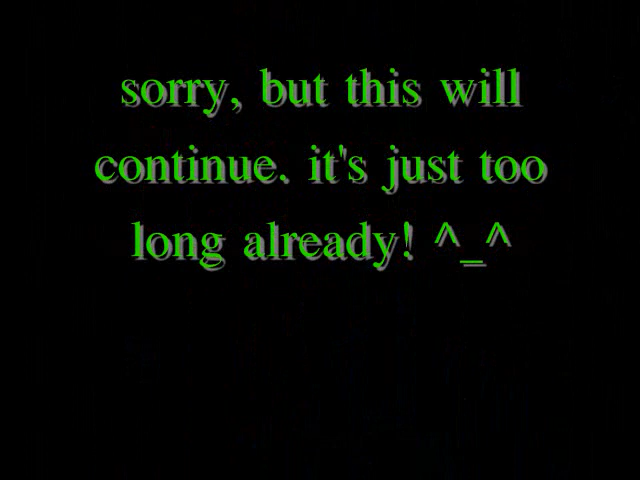 sorry, but this will
continue. it's just too
long already! ^_^